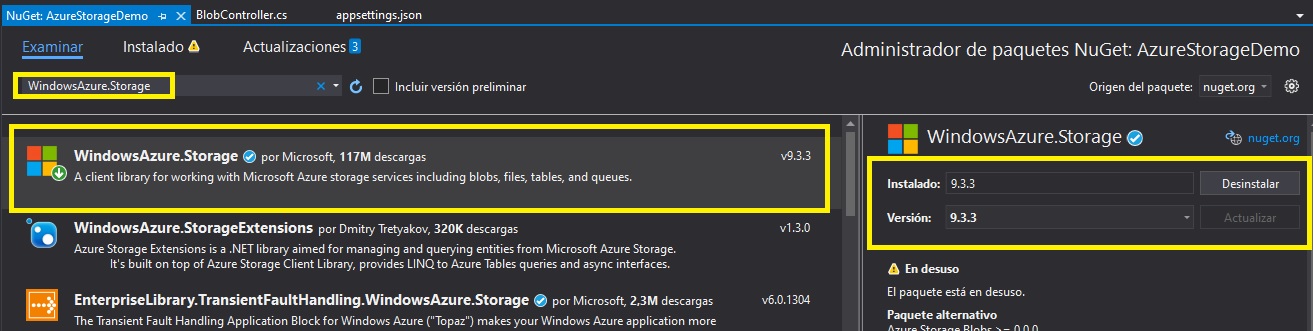 NuGet: AzureStorageDemo BlobController.cs appsettings.json
Examinar Instalado Actualizaciones 3
Administrador de paquetes NuGet: AzureStorageDemo
WindowsAzure.Storage Incluir versión preliminar
Origen del paquete: nuget.org
WindowsAzure.Storage por Microsoft, 117M descargas v9.3.3
A client library for working with Microsoft Azure storage services including blobs, files, tables, and queues.
WindowsAzure.StorageExtensions por Dmitry Tretyakov, 320K descargas v1.3.0
Azure Storage Extensions is a .NET library aimed for managing and querying entities from Microsoft Azure Storage.
It's built on top of Azure Storage Client Library, provides LINQ to Azure Tables queries and async interfaces.
EnterpriseLibrary.TransientFaultHandling.WindowsAzure.Storage por Microsoft, 2,3M descargas v6.0.1304
The Transient Fault Handling Application Block for Windows Azure ("Topaz") makes your Windows Azure application more
WindowsAzure.Storage nuget.org
Instalado: 9.3.3 Desinstalar
Versión: 9.3.3 Actualizar
En desuso
El paquete está en desuso.
Paquete alternativo
Azure.Storage.Blobs >= 0.0.0